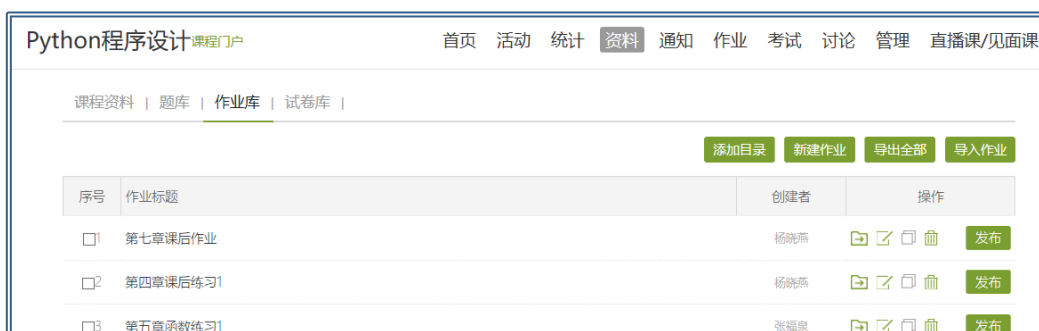 Python程序设计课程门户 首页 活动 统计 资料 通知 作业 考试 讨论 管理 直播课/见面课
课程资料 | 题库 | 作业库 | 试卷库 |
添加目录 新建作业 导出全部 导入作业
序号 作业标题 创建者 操作
1 第七章课后作业 杨晓燕 发布
2 第四章课后练习1 杨晓燕 发布
3 第五章函数练习1 张福泉 发布